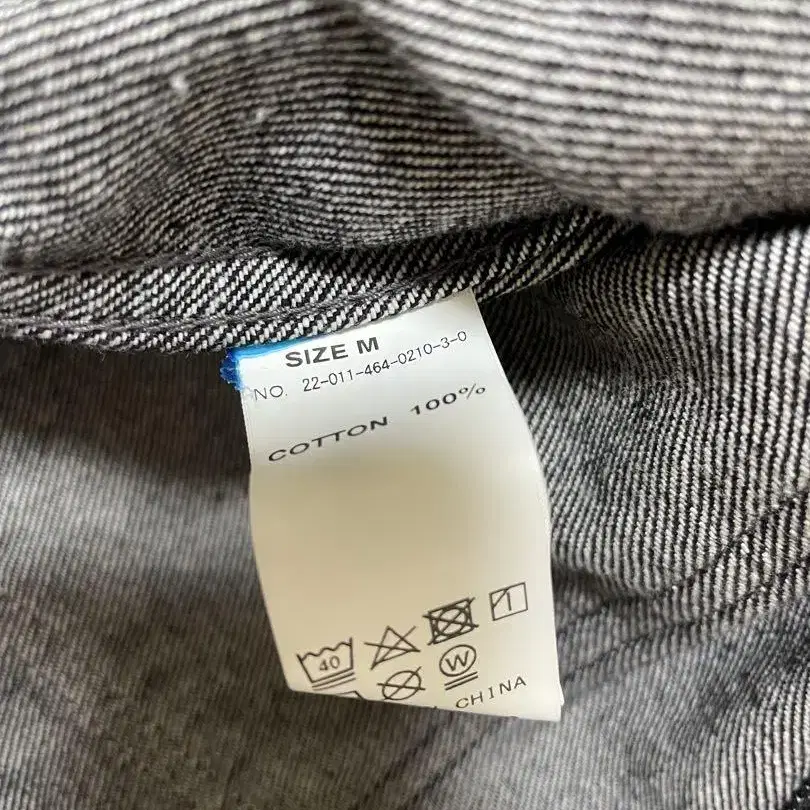 SIZE M
NO. 22-011-464-0210-3-0
COTTON 100%
40
W
CHINA